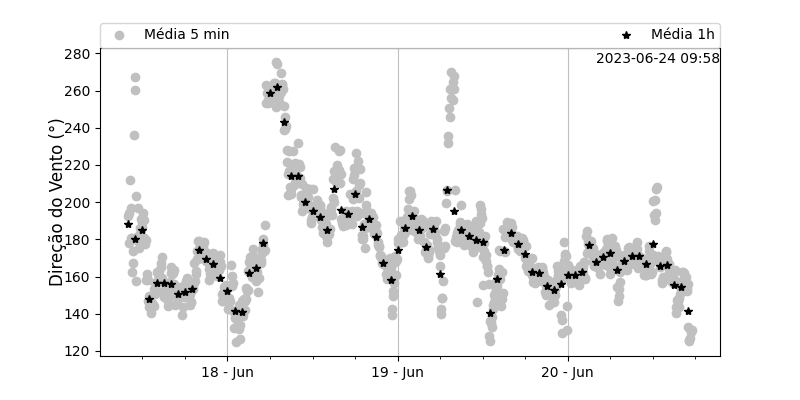 Média 5 min
Média 1h
2023-06-24 09:58
Direção do Vento (°)
280
260
240
220
200
180
160
140
120
18 - Jun
19 - Jun
20 - Jun